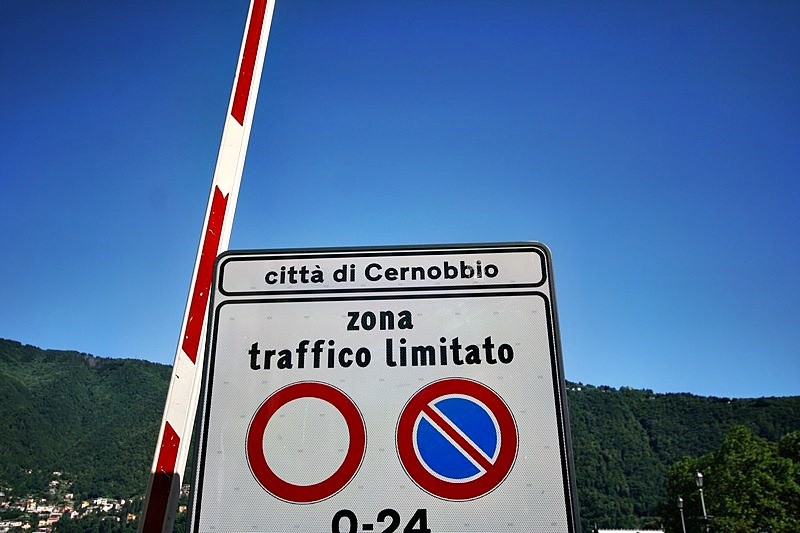 città di Cernobbio
zona
traffico limitato
0-24